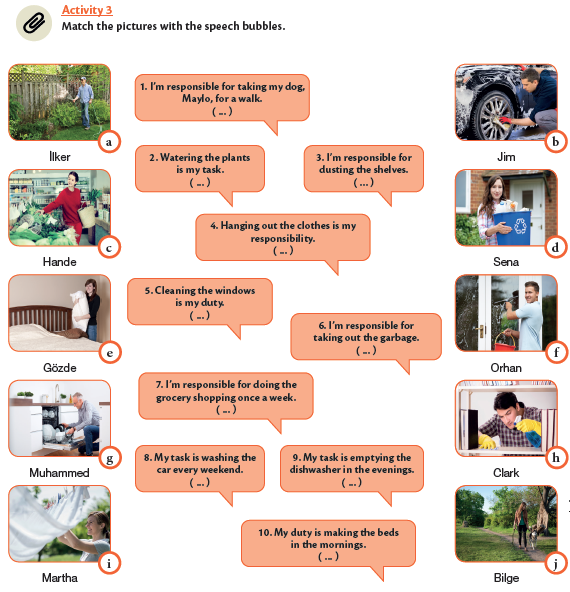 Activity 3
Match the pictures with the speech bubbles.
1. I'm responsible for taking my dog,
Maylo, for a walk.
( ... )
a
İlker
b
Jim
2. Watering the plants
is my task.
( ... )
3. I'm responsible for
dusting the shelves.
( ... )
c
Hande
d
Sena
4. Hanging out the clothes is my
responsibility.
( ... )
5. Cleaning the windows
is my duty.
( ... )
e
Gözde
f
Orhan
6. I'm responsible for
taking out the garbage.
( ... )
7. I'm responsible for doing the
grocery shopping once a week.
( ... )
g
Muhammed
h
Clark
8. My task is washing the
car every weekend.
( ... )
9. My task is emptying the
dishwasher in the evenings.
( ... )
i
Martha
j
Bilge
10. My duty is making the beds
in the mornings.
( ... )